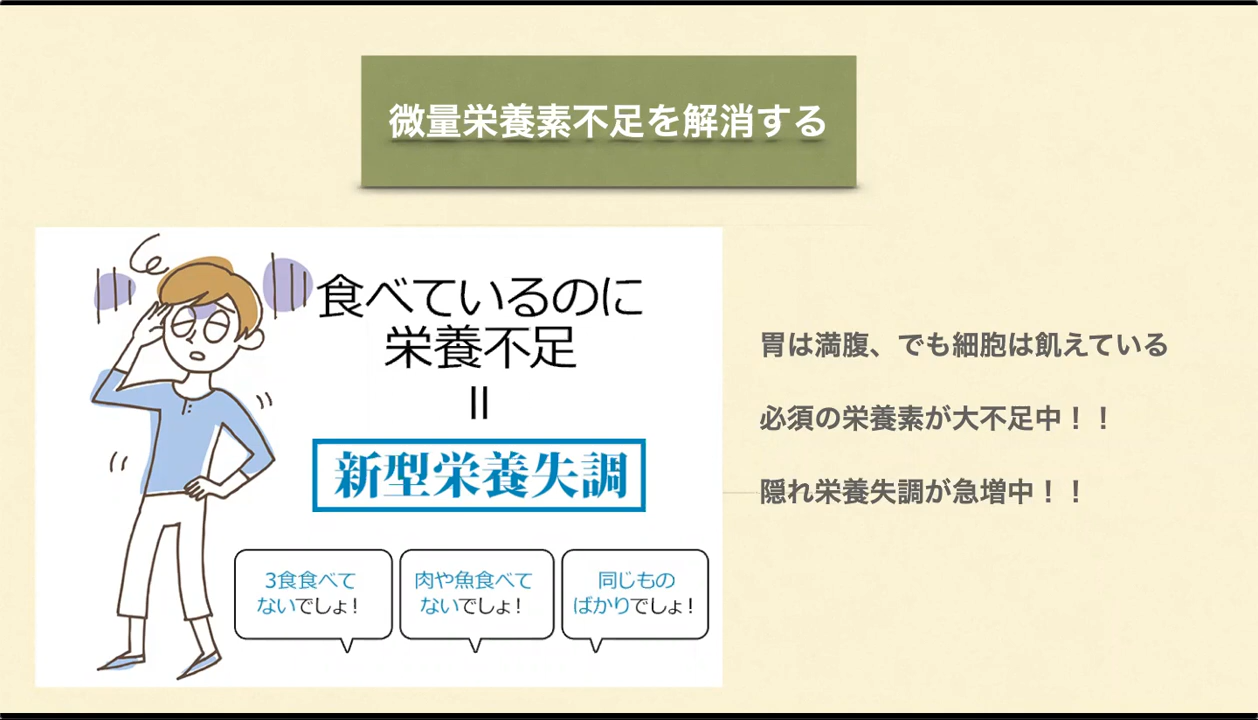 微量栄養素不足を解消する
食べているのに
栄養不足
=
新型栄養失調
3食食べて
ないでしょ!
肉や魚食べて
ないでしょ!
同じもの
ばかりでしょ!
胃は満腹、でも細胞は飢えている
必須の栄養素が大不足中！！
隠れ栄養失調が急増中！！